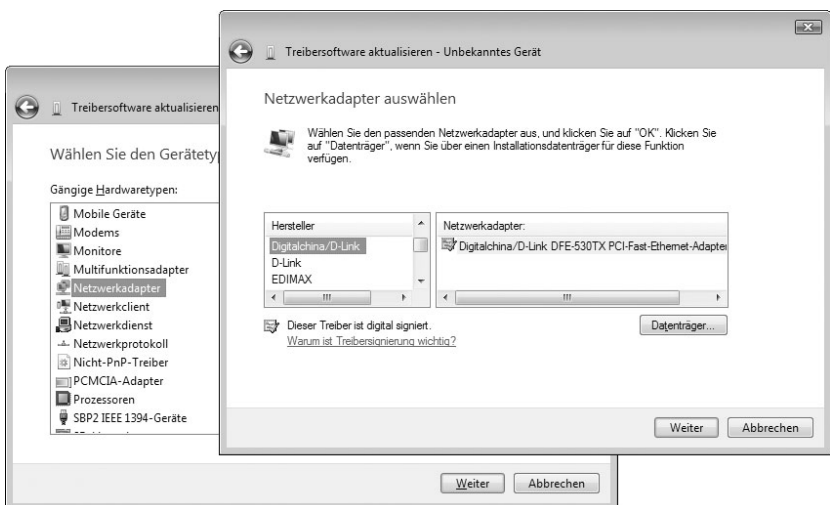 Treibersoftware aktualisieren - Unbekanntes Gerät
Netzwerkadapter auswählen
Wählen Sie den passenden Netzwerkadapter aus, und klicken Sie auf "OK". Klicken Sie
auf "Datenträger", wenn Sie über einen Installationsdatenträger für diese Funktion
verfügen.
Hersteller
Digitalchina/D-Link
D-Link
EDIMAX
Netzwerkadapter:
Digitalchina/D-Link DFE-530TX PCI-Fast-Ethernet-Adapter
Dieser Treiber ist digital signiert.
Warum ist Treibersignierung wichtig?
Datenträger...
Weiter
Abbrechen
Treibersoftware aktualisieren
Wählen Sie den Gerätety
Gängige Hardwaretypen:
Mobile Geräte
Modems
Monitore
Multifunktionsadapter
Netzwerkadapter
Netzwerkclient
Netzwerkdienst
Netzwerkprotokoll
Nicht-PnP-Treiber
PCMCIA-Adapter
Prozessoren
SBP2 IEEE 1394-Geräte
Weiter
Abbrechen